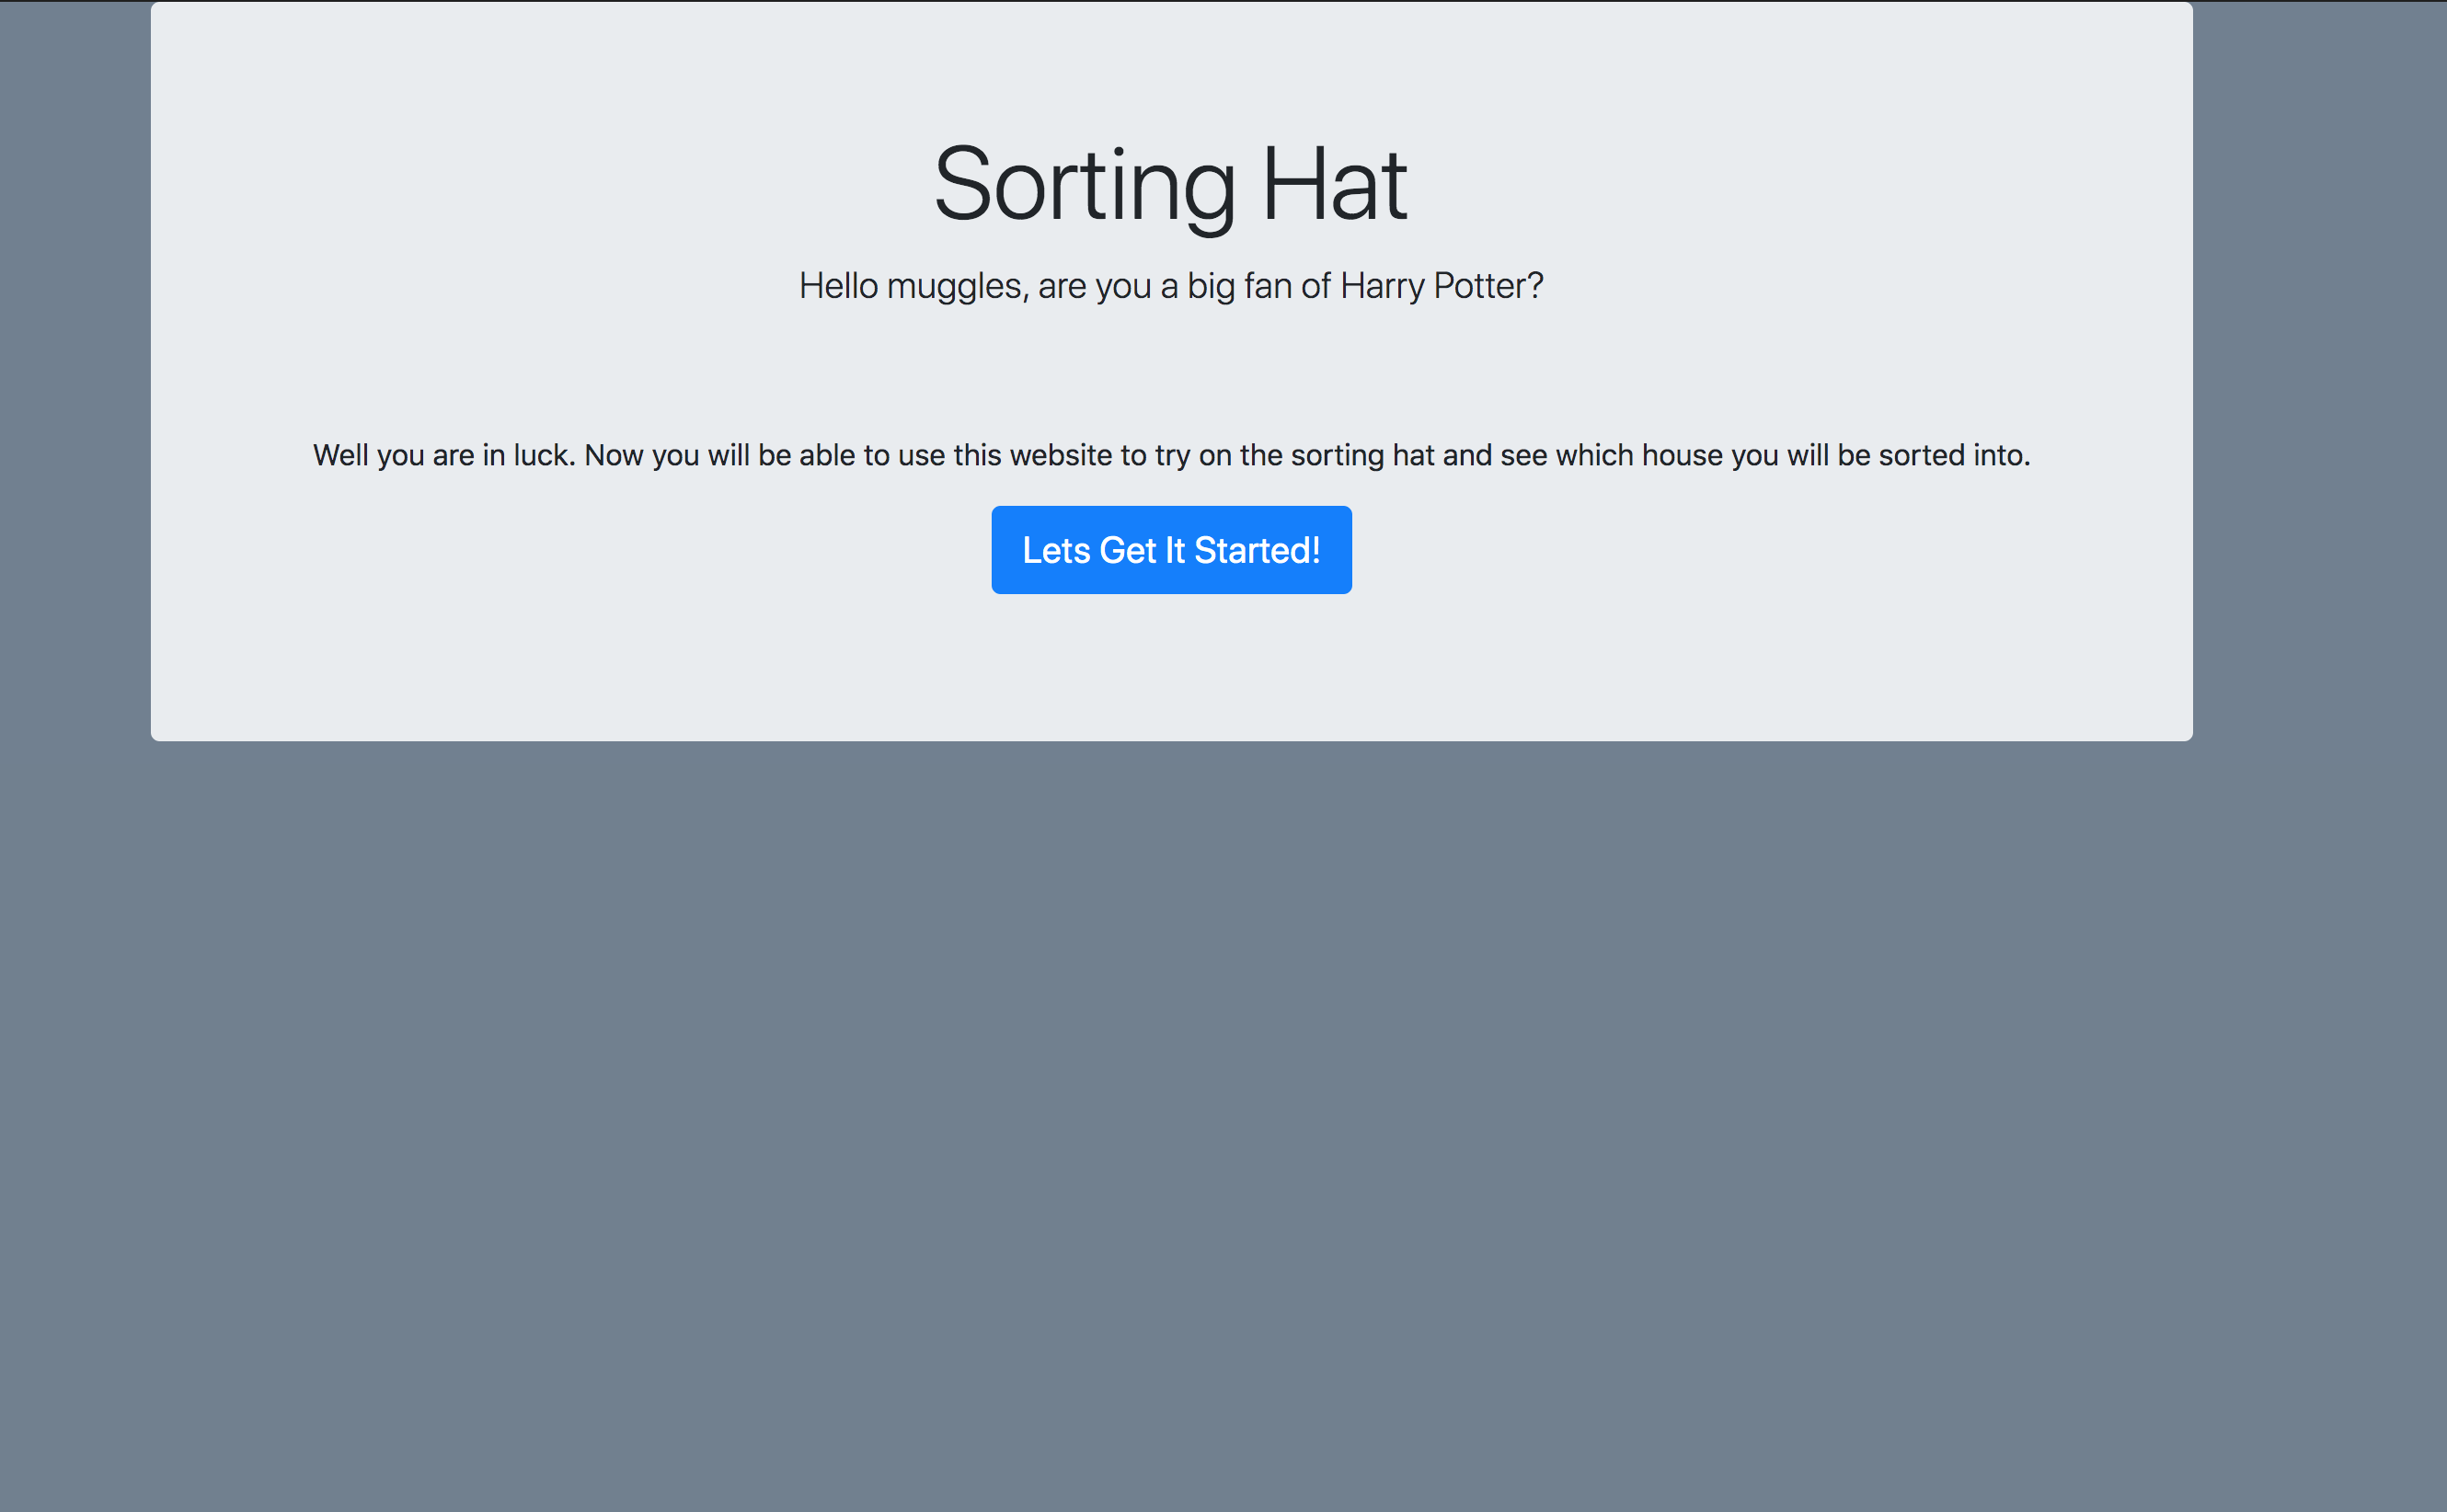 Sorting Hat
Hello muggles, are you a big fan of Harry Potter?
Well you are in luck. Now you will be able to use this website to try on the sorting hat and see which house you will be sorted into.
Lets Get It Started!